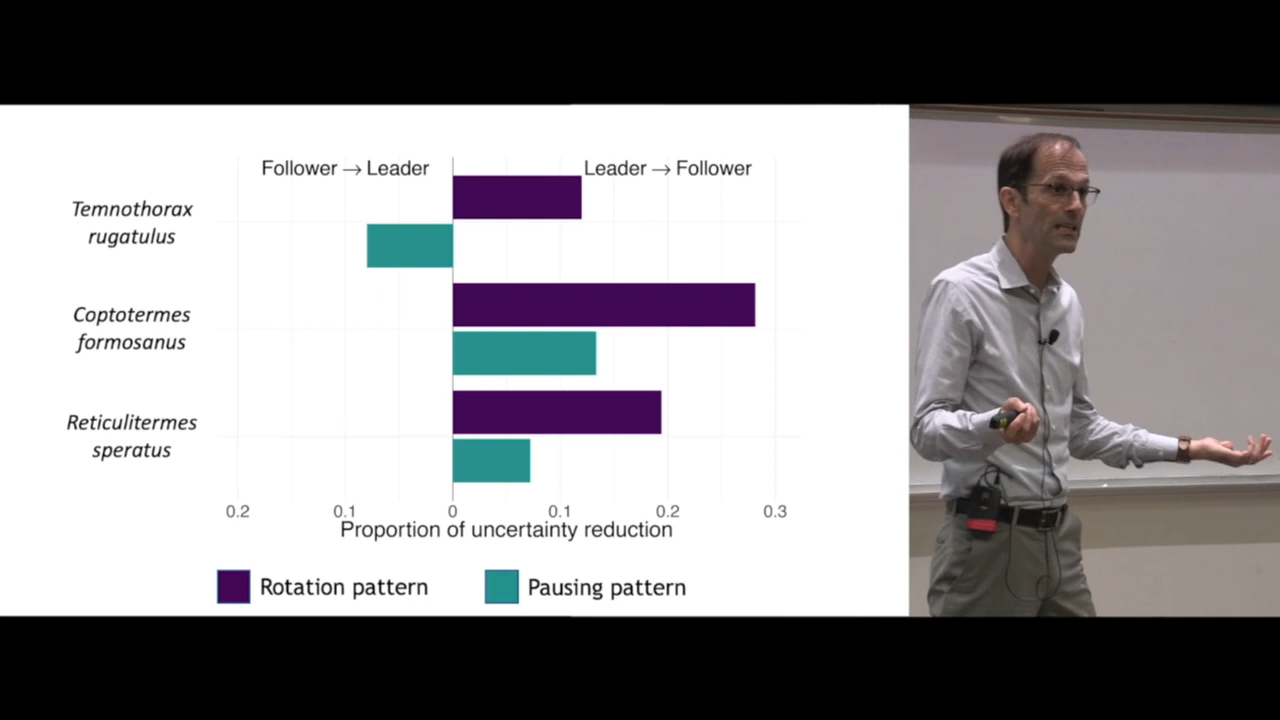 Follower → Leader
Leader → Follower
Temnothorax
rugatulus
Coptotermes
formosanus
Reticulitermes
speratus
0.2
0.1
0
0.1
0.2
0.3
Proportion of uncertainty reduction
Rotation pattern
Pausing pattern